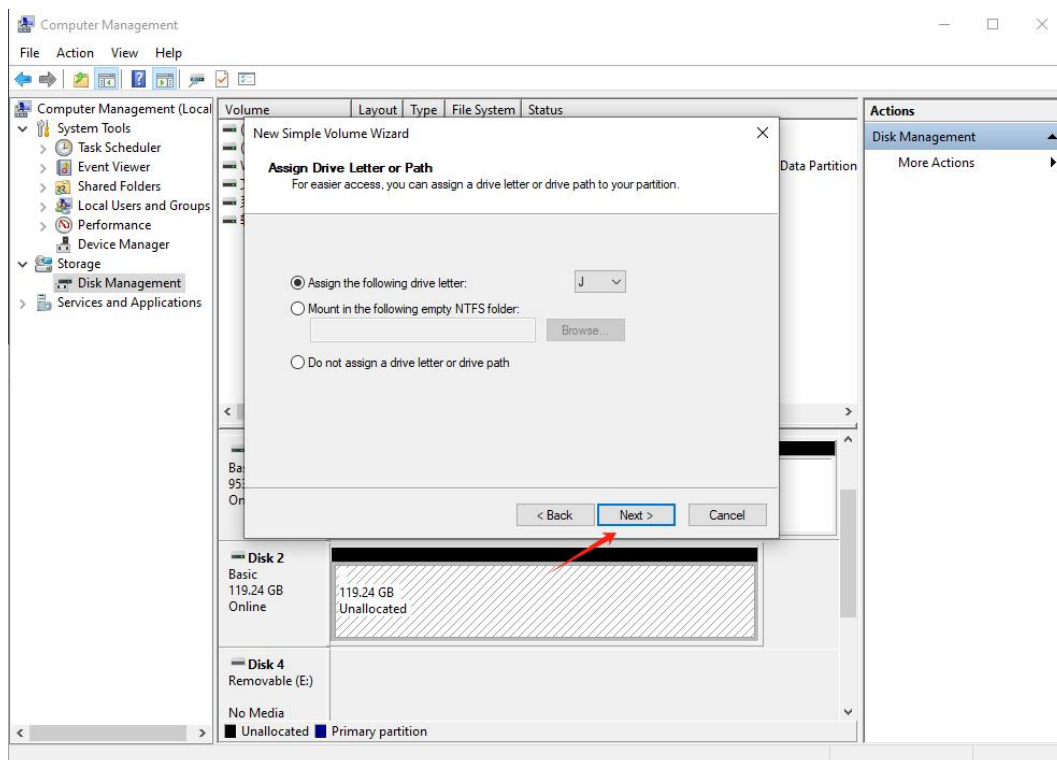 Computer Management
File Action View Help
Computer Management (Local
System Tools
Task Scheduler
Event Viewer
Shared Folders
Local Users and Groups
Performance
Device Manager
Storage
Disk Management
Services and Applications
Volume Layout Type File System Status
Data Partition
New Simple Volume Wizard
Assign Drive Letter or Path
For easier access, you can assign a drive letter or drive path to your partition.
Assign the following drive letter: J
Mount in the following empty NTFS folder:
Browse...
Do not assign a drive letter or drive path
< Back Next > Cancel
Ba
95
On
Disk 2
Basic
119.24 GB
Online
119.24 GB
Unallocated
Disk 4
Removable (E:)
No Media
Unallocated Primary partition
Actions
Disk Management
More Actions